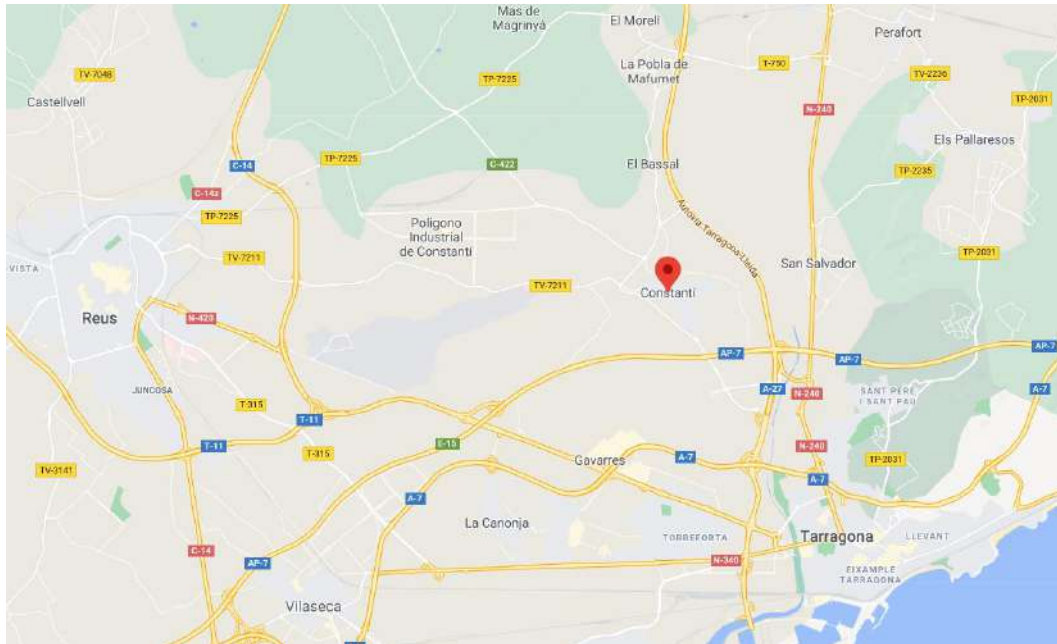 Mas de
Magrinyà
El Morell
Perafort
TV-7048
TP-7225
La Pobla de
Mafumet
T-750
TV-2236
Castellvell
N-240
TP-2031
Els Pallaresos
C-14
TP-7225
C-422
El Bassal
TP-2235
C-14a
TP-7225
Autovía Tarragona-Lleida
Polígono
Industrial
de Constantí
TV-7211
TP-2031
VISTA
San Salvador
TV-7231
Constantí
Reus
N-420
AP-7
AP-7
AP-7
JUNCOSA
A-27
N-240
SANT PERE
I SANT PAU
A-7
T-315
T-11
T-11
E-15
N-240
T-315
Gavarres
A-7
TP-2031
TV-3141
A-7
A-7
La Canonja
TORREFORTA
Tarragona
LLEVANT
C-14
AP-7
N-340
EIXAMPLE
TARRAGONA
Vilaseca